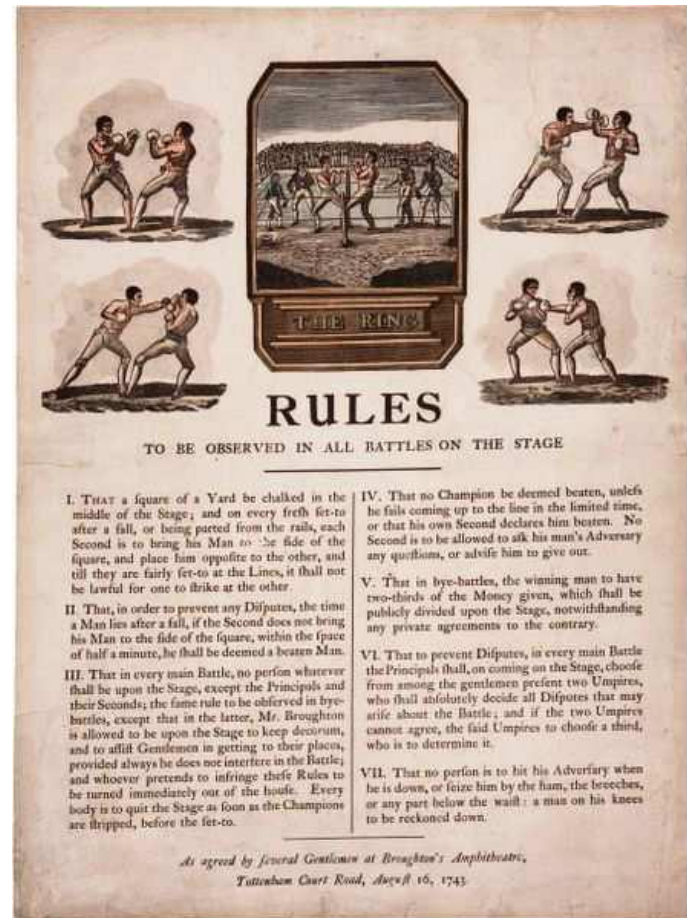 THE RING
RULES
TO BE OBSERVED IN ALL BATTLES ON THE STAGE
I. THAT a ſquare of a Yard be chalked in the
middle of the Stage; and on every freſh ſet-to
after a fall, or being parted from the rails, each
Second is to bring his Man to the ſide of the
ſquare, and place him oppoſite to the other, and
till they are fairly ſet-to at the Lines, it ſhall not
be lawful for one to ſtrike at the other.
II. That, in order to prevent any Diſputes, the time
a Man lies after a fall, if the Second does not bring
his Man to the ſide of the ſquare, within the ſpace
of half a minute, he ſhall be deemed a beaten Man.
III. That in every main Battle, no perſon whatever
ſhall be upon the Stage, except the Principals and
their Seconds; the ſame rule to be obſerved in bye-
battles, except that in the latter, Mr. Broughton
is allowed to be upon the Stage to keep decorum,
and to aſſiſt Gentlemen in getting to their places,
provided always he does not interfere in the Battle;
and whoever pretends to infringe theſe Rules to
be turned immediately out of the houſe. Every
body is to quit the Stage as ſoon as the Champions
are ſtripped, before the ſet-to.
IV. That no Champion be deemed beaten, unleſs
he fails coming up to the line in the limited time,
or that his own Second declares him beaten. No
Second is to be allowed to aſk his man's Adverſary
any queſtions, or adviſe him to give out.
V. That in bye-battles, the winning man to have
two-thirds of the Money given, which ſhall be
publicly divided upon the Stage, notwithſtanding
any private agreements to the contrary.
VI. That to prevent Diſputes, in every main Battle
the Principals ſhall, on coming on the Stage, chooſe
from among the gentlemen preſent two Umpires,
who ſhall abſolutely decide all Diſputes that may
ariſe about the Battle; and if the two Umpires
cannot agree, the ſaid Umpires to chooſe a third,
who is to determine it.
VII. That no perſon is to hit his Adverſary when
he is down, or ſeize him by the ham, the breeches,
or any part below the waiſt: a man on his knees
to be reckoned down.
As agreed by ſeveral Gentlemen at Broughton's Amphitheatre,
Tottenham Court Road, Auguſt 16, 1743.